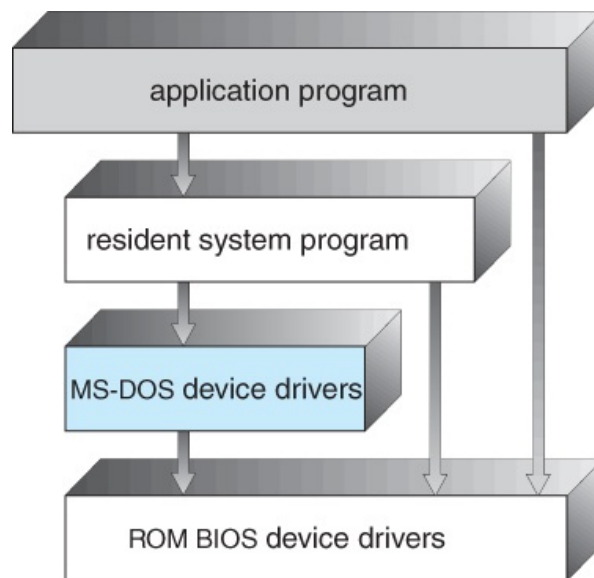 application program
resident system program
MS-DOS device drivers
ROM BIOS device drivers